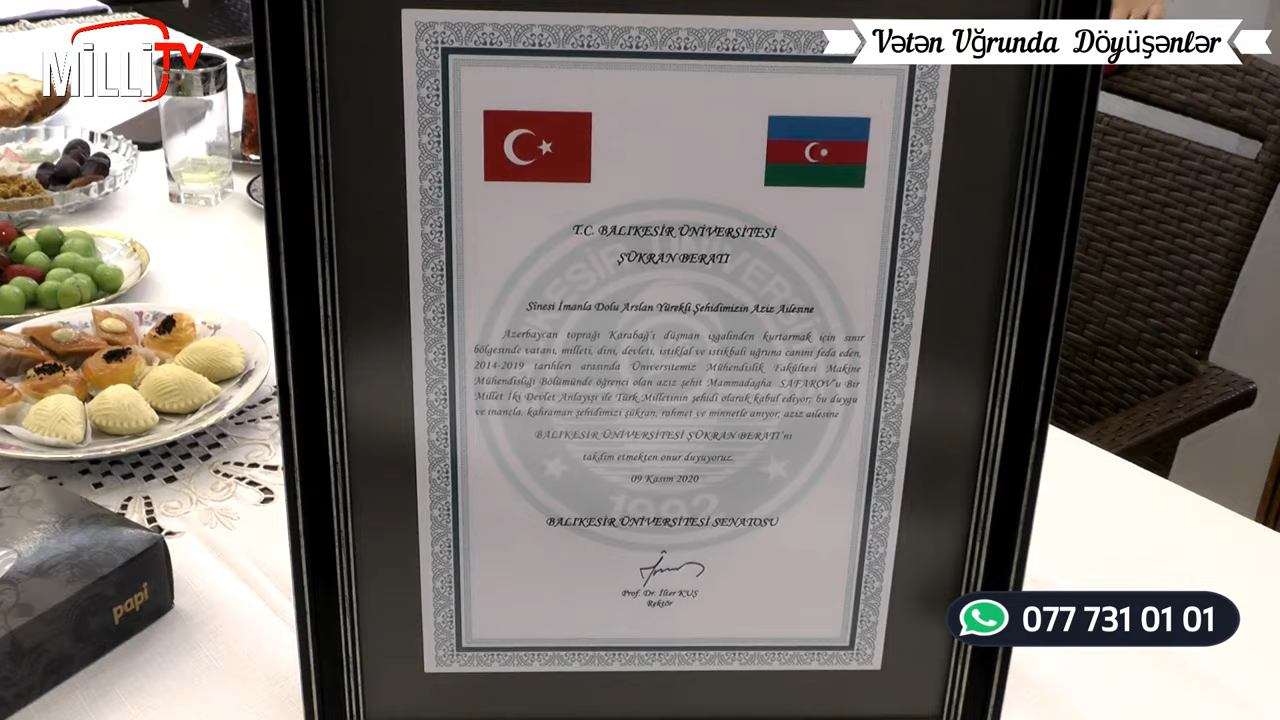 MİLLİ TV
Vətən Uğrunda Döyüşənlər
T.C. BALIKESİR ÜNİVERSİTESİ
ŞÜKRAN BERATI
Sinesi İmanla Dolu Arslan Yürekli Şehidimizin Aziz Ailesine
Azerbaycan toprağı Karabağ'ı düşman işgalinden kurtarmak için sınır
bölgesinde vatanı, milleti, dini, devleti, istiklal ve istikbali uğruna canını feda eden,
2014-2019 tarihleri arasında Üniversitemiz Mühendislik Fakültesi Makine
Mühendisliği Bölümünde öğrenci olan aziz şehit Mammadagha SAFAROV'u Bir
Millet İki Devlet Anlayışı ile Türk Milletinin şehidi olarak kabul ediyor; bu duygu
ve inançla, kahraman şehidimizi şükran, rahmet ve minnetle anıyor, aziz ailesine
BALIKESİR ÜNİVERSİTESİ ŞÜKRAN BERATI'nı
takdim etmekten onur duyuyoruz.
09 Kasım 2020
1992
BALIKESİR ÜNİVERSİTESİ SENATOSU
Prof. Dr. İlter KUŞ
Rektör
papi
077 731 01 01